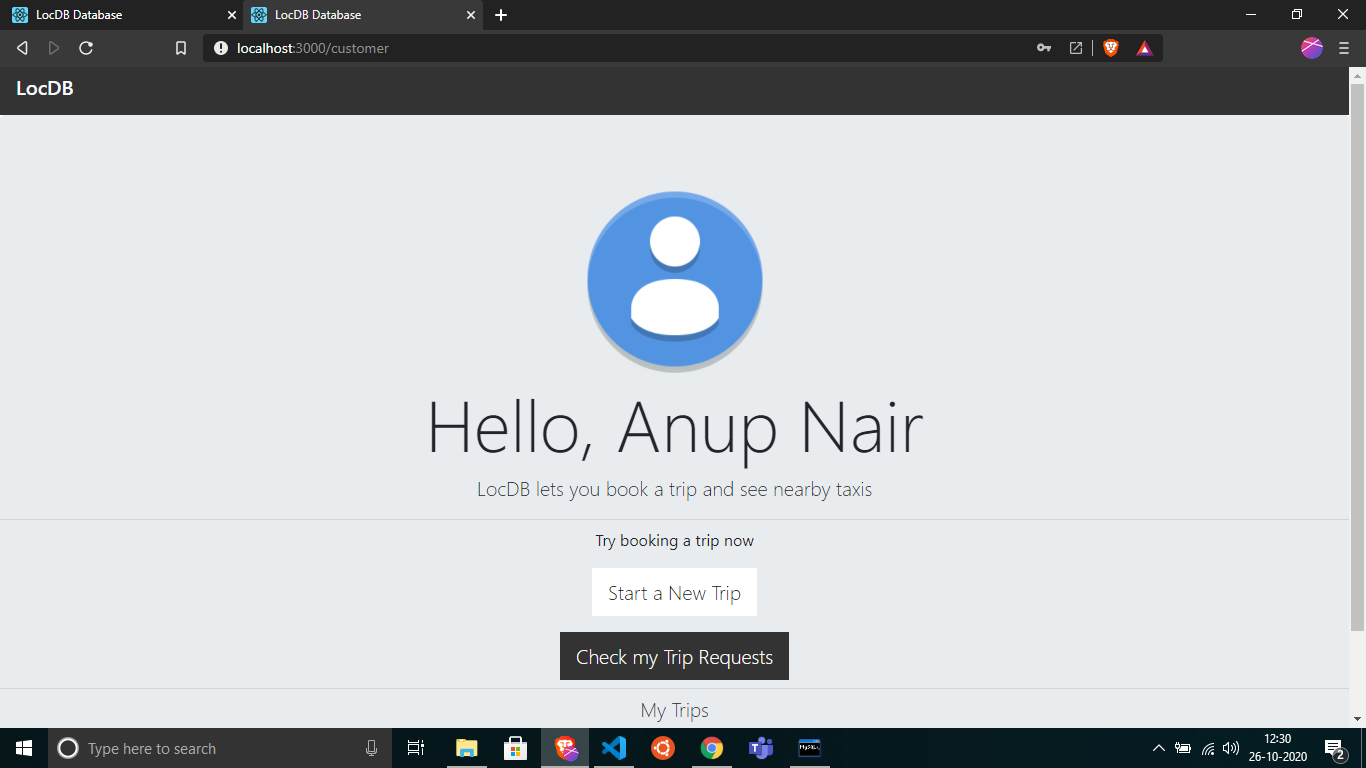 LocDB Database
LocDB Database
localhost:3000/customer
LocDB
Hello, Anup Nair
LocDB lets you book a trip and see nearby taxis
Try booking a trip now
Start a New Trip
Check my Trip Requests
My Trips
Type here to search
MySQL
12:30
26-10-2020
2